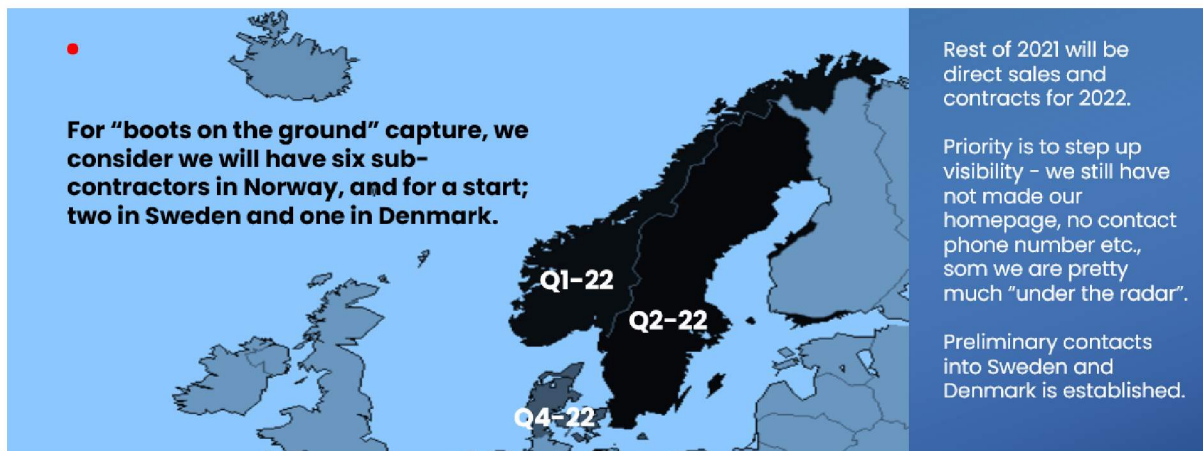 For “boots on the ground” capture, we
consider we will have six sub-
contractors in Norway, and for a start;
two in Sweden and one in Denmark.
Q1-22
Q2-22
Q4-22
Rest of 2021 will be
direct sales and
contracts for 2022.
Priority is to step up
visibility - we still have
not made our
homepage, no contact
phone number etc.,
som we are pretty
much “under the radar”.
Preliminary contacts
into Sweden and
Denmark is established.